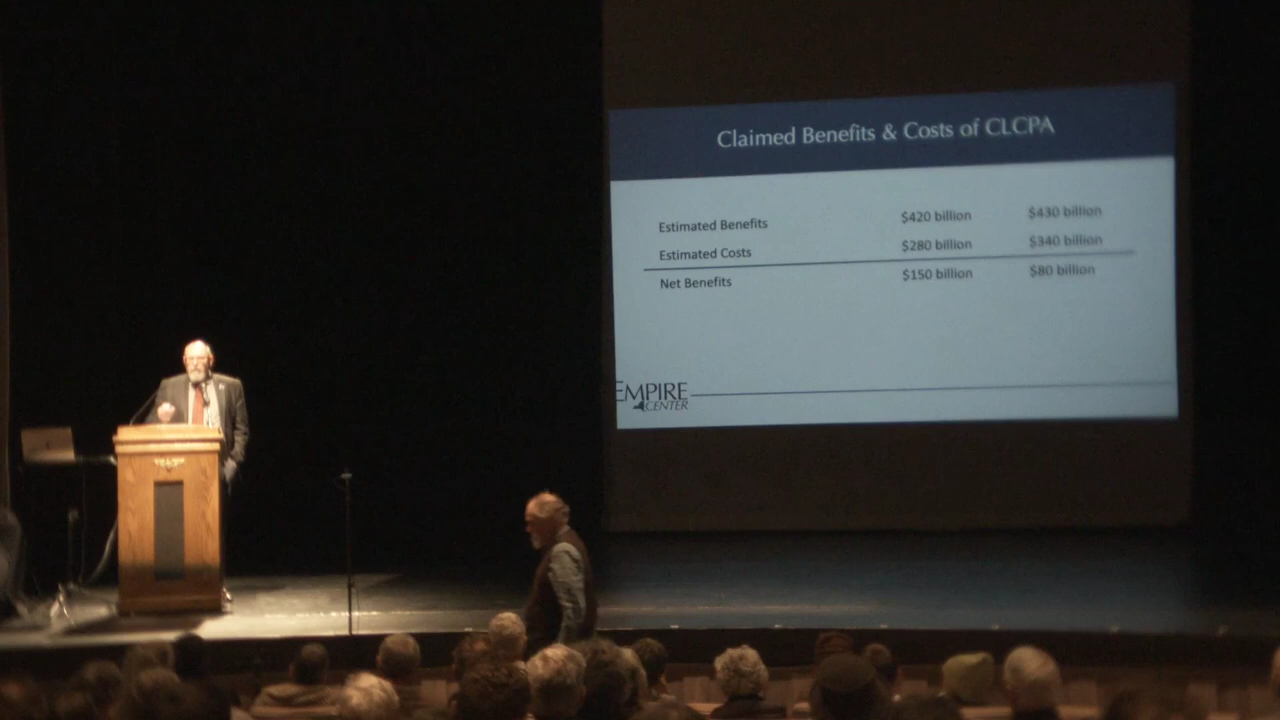 Claimed Benefits & Costs of CLCPA
Estimated Benefits $420 billion $430 billion
Estimated Costs $280 billion $340 billion
Net Benefits $150 billion $80 billion
EMPIRE
CENTER